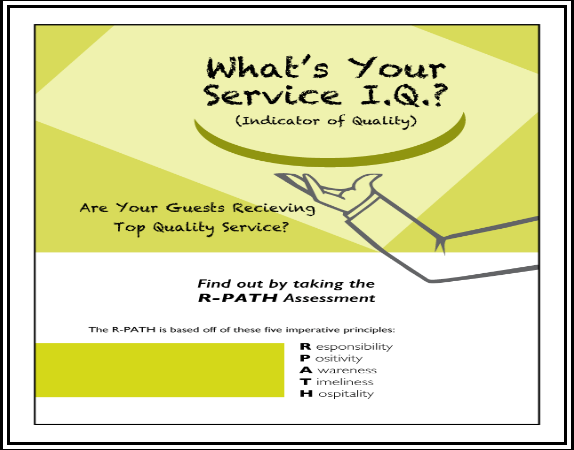 What's Your
Service I.Q.?
(Indicator of Quality)
Are Your Guests Recieving
Top Quality Service?
Find out by taking the
R-PATH Assessment
The R-PATH is based off of these five imperative principles:
R esponsibility
P ositivity
A wareness
T imeliness
H ospitality